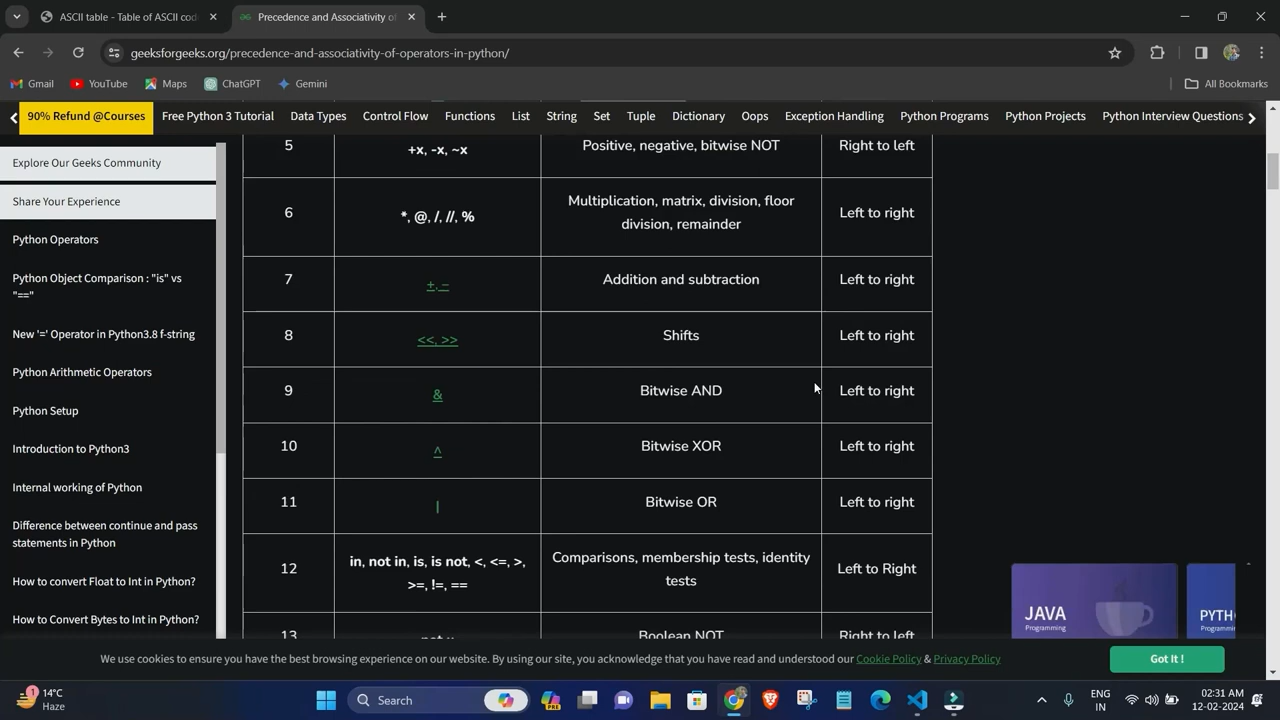 ASCII table - Table of ASCII cod
Precedence and Associativity of
geeksforgeeks.org/precedence-and-associativity-of-operators-in-python/
Gmail
YouTube
Maps
ChatGPT
Gemini
All Bookmarks
90% Refund @Courses
Free Python 3 Tutorial
Data Types
Control Flow
Functions
List
String
Set
Tuple
Dictionary
Oops
Exception Handling
Python Programs
Python Projects
Python Interview Questions
Explore Our Geeks Community
Share Your Experience
Python Operators
Python Object Comparison : "is" vs
"=="
New '=' Operator in Python3.8 f-string
Python Arithmetic Operators
Python Setup
Introduction to Python3
Internal working of Python
Difference between continue and pass
statements in Python
How to convert Float to Int in Python?
How to Convert Bytes to Int in Python?
5 +x, -x, ~x Positive, negative, bitwise NOT Right to left
6 *, @, /, //, % Multiplication, matrix, division, floor
division, remainder Left to right
7 +, – Addition and subtraction Left to right
8 <<, >> Shifts Left to right
9 & Bitwise AND Left to right
10 ^ Bitwise XOR Left to right
11 | Bitwise OR Left to right
12 in, not in, is, is not, <, <=, >,
>=, !=, == Comparisons, membership tests, identity
tests Left to Right
13 not x Boolean NOT Right to left
JAVA
Programming
PYTH
Programmi
We use cookies to ensure you have the best browsing experience on our website. By using our site, you acknowledge that you have read and understood our Cookie Policy & Privacy Policy
Got It !
1
14°C
Haze
Search
PRE
ENG
IN
02:31 AM
12-02-2024